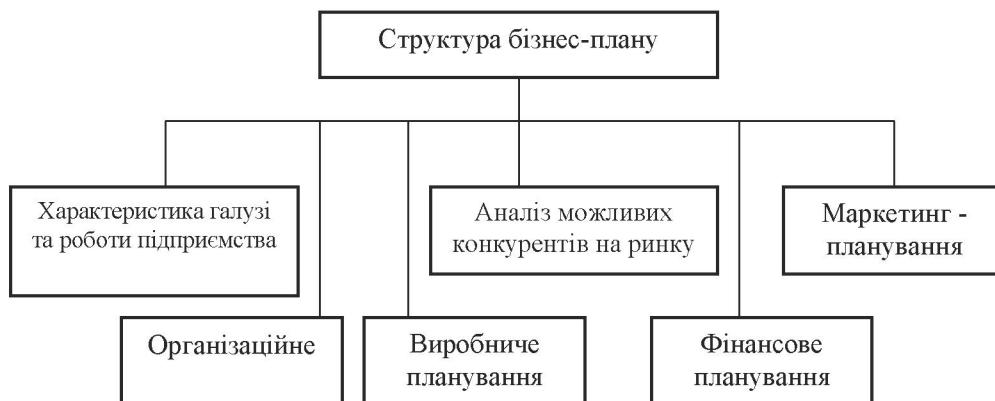 Структура бізнес-плану
Характеристика галузі
та роботи підприємства
Аналіз можливих
конкурентів на ринку
Маркетинг -
планування
Організаційне
Виробниче
планування
Фінансове
планування